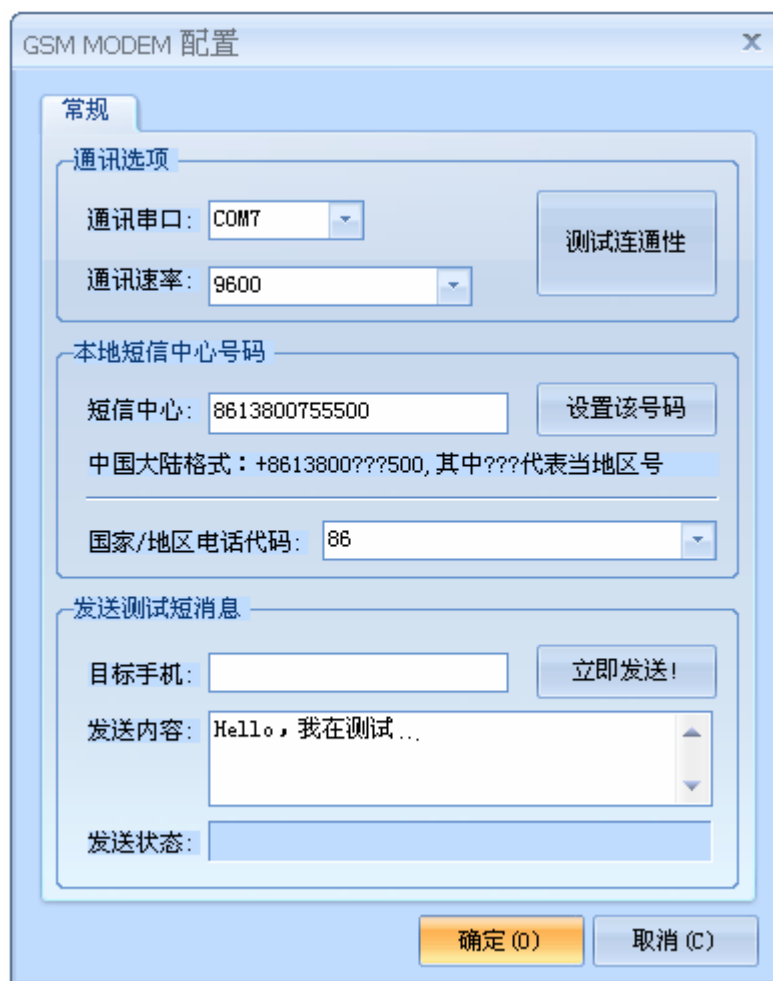 GSM MODEM 配置
常规
通讯选项
通讯串口: COM7
测试连通性
通讯速率: 9600
本地短信中心号码
短信中心: 8613800755500
设置该号码
中国大陆格式：+8613800???500,其中???代表当地区号
国家/地区电话代码: 86
发送测试短消息
目标手机:
立即发送!
发送内容: Hello，我在测试...
发送状态:
确定(O) 取消(C)